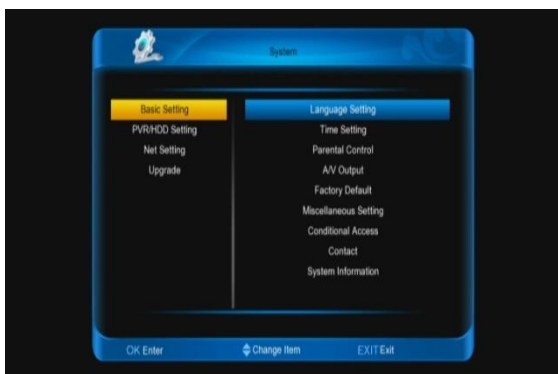 System
Basic Setting
PVR/HDD Setting
Net Setting
Upgrade
Language Setting
Time Setting
Parental Control
A/V Output
Factory Default
Miscellaneous Setting
Conditional Access
Contact
System Information
OK Enter Change Item EXIT Exit